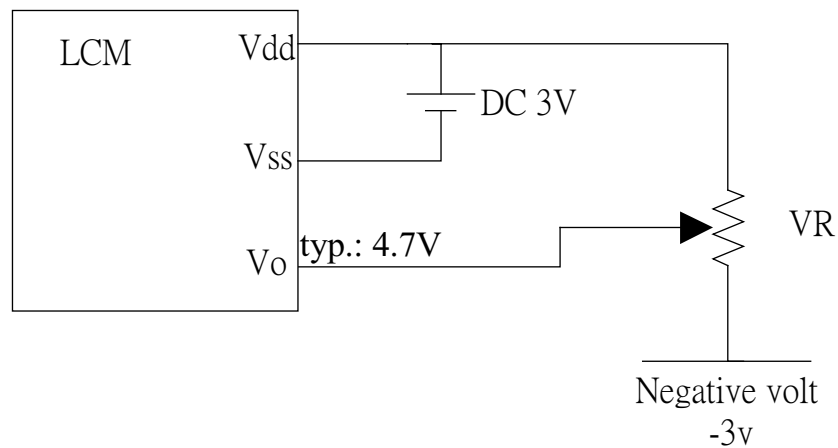 LCM
Vdd
DC 3V
Vss
VR
typ.: 4.7V
Vo
Negative volt
-3v